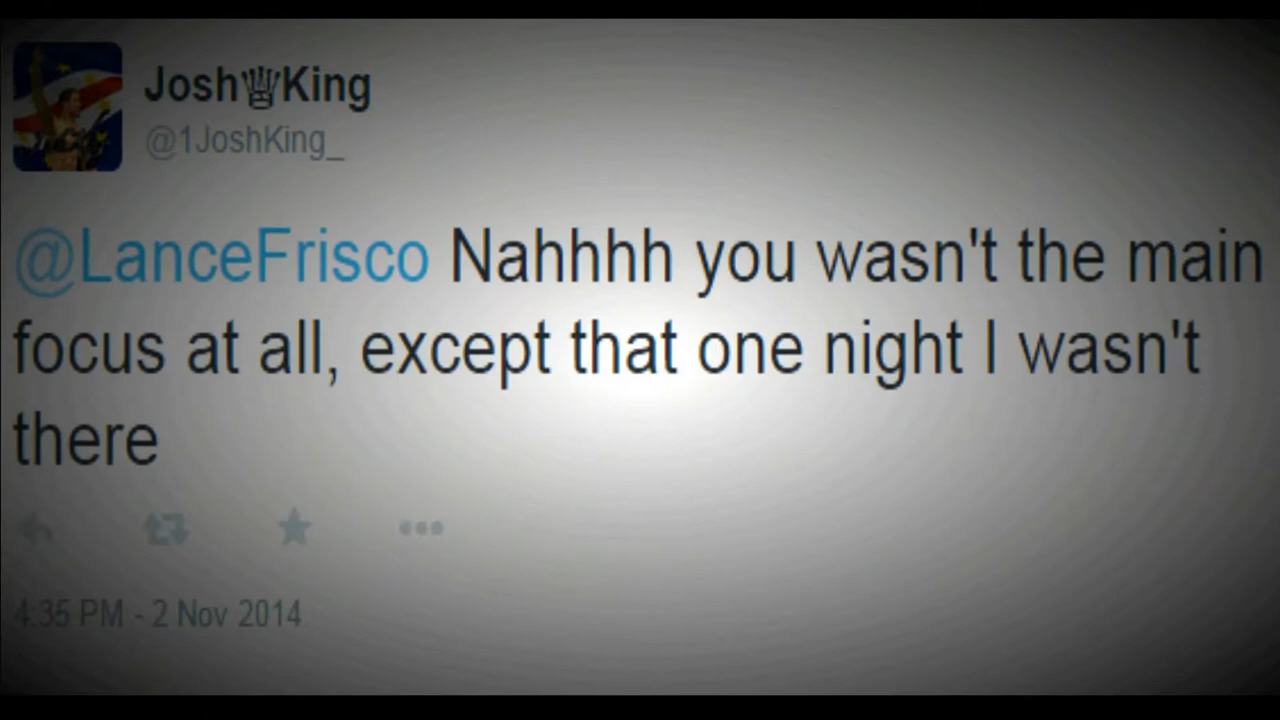 Josh♕King
@1JoshKing_
@LanceFrisco Nahhhh you wasn't the main
focus at all, except that one night I wasn't
there
4:35 PM - 2 Nov 2014